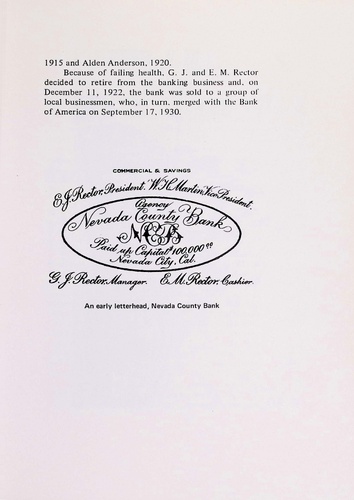 1915 and Alden Anderson, 1920.
Because of failing health, G. J. and E. M. Rector
decided to retire from the banking business and, on
December 11, 1922, the bank was sold to a group of
local businessmen, who, in turn, merged with the Bank
of America on September 17, 1930.
COMMERCIAL & SAVINGS
E.J. Rector, President. W.H. Martin Vice President.
Agency
Nevada County Bank
NCB
Paid up Capital $100,000.00
Nevada City, Cal.
G.J. Rector, Manager. E.M. Rector, Cashier.
An early letterhead, Nevada County Bank